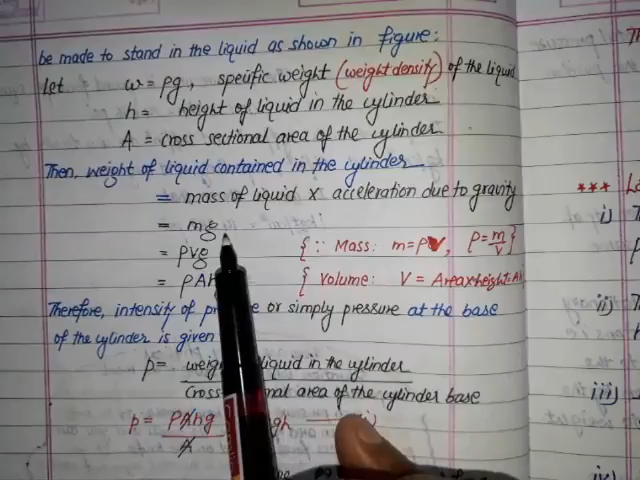 be made to stand in the liquid as shown in figure:
Let w = ρg, specific weight (weight density) of the liquid
h = height of liquid in the cylinder
A = cross sectional area of the cylinder
Then, weight of liquid contained in the cylinder
= mass of liquid × acceleration due to gravity
= mg
= ρVg {∵ Mass: m = ρV, {ρ = m/V}
= ρAh {Volume: V = Area×height = Ah
Therefore, intensity of or simply pressure at the base
of the cylinder is given
p = liquid in the cylinder
Cross area of the cylinder base
p = ρAhg
A
***
i)
ii)
iii)